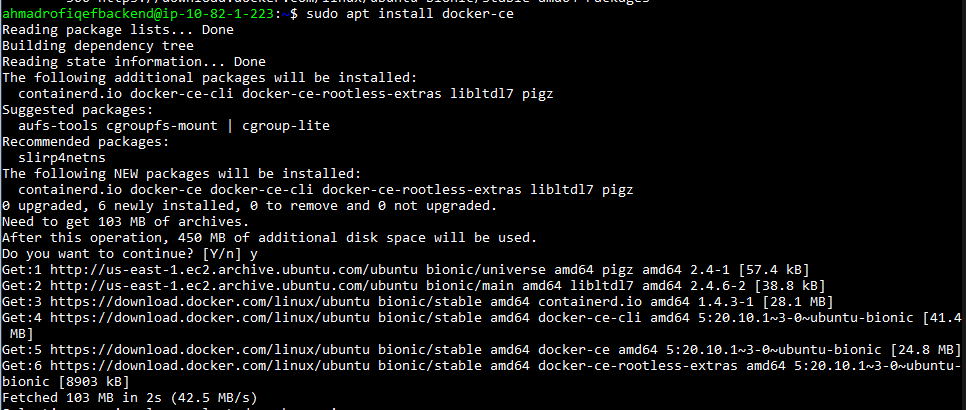 ahmadrofiqefbackend@ip-10-82-1-223:~$ sudo apt install docker-ce
Reading package lists... Done
Building dependency tree
Reading state information... Done
The following additional packages will be installed:
  containerd.io docker-ce-cli docker-ce-rootless-extras libltdl7 pigz
Suggested packages:
  aufs-tools cgroupfs-mount | cgroup-lite
Recommended packages:
  slirp4netns
The following NEW packages will be installed:
  containerd.io docker-ce docker-ce-cli docker-ce-rootless-extras libltdl7 pigz
0 upgraded, 6 newly installed, 0 to remove and 0 not upgraded.
Need to get 103 MB of archives.
After this operation, 450 MB of additional disk space will be used.
Do you want to continue? [Y/n] y
Get:1 http://us-east-1.ec2.archive.ubuntu.com/ubuntu bionic/universe amd64 pigz amd64 2.4-1 [57.4 kB]
Get:2 http://us-east-1.ec2.archive.ubuntu.com/ubuntu bionic/main amd64 libltdl7 amd64 2.4.6-2 [38.8 kB]
Get:3 https://download.docker.com/linux/ubuntu bionic/stable amd64 containerd.io amd64 1.4.3-1 [28.1 MB]
Get:4 https://download.docker.com/linux/ubuntu bionic/stable amd64 docker-ce-cli amd64 5:20.10.1~3-0~ubuntu-bionic [41.4
 MB]
Get:5 https://download.docker.com/linux/ubuntu bionic/stable amd64 docker-ce amd64 5:20.10.1~3-0~ubuntu-bionic [24.8 MB]
Get:6 https://download.docker.com/linux/ubuntu bionic/stable amd64 docker-ce-rootless-extras amd64 5:20.10.1~3-0~ubuntu-
bionic [8903 kB]
Fetched 103 MB in 2s (42.5 MB/s)